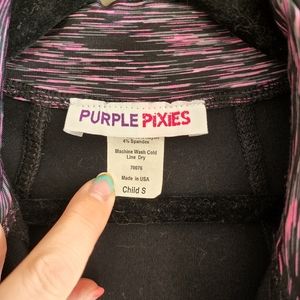 PURPLE PiXiES
4% Spandex
Machine Wash Cold
Line Dry
Made in USA
Child S